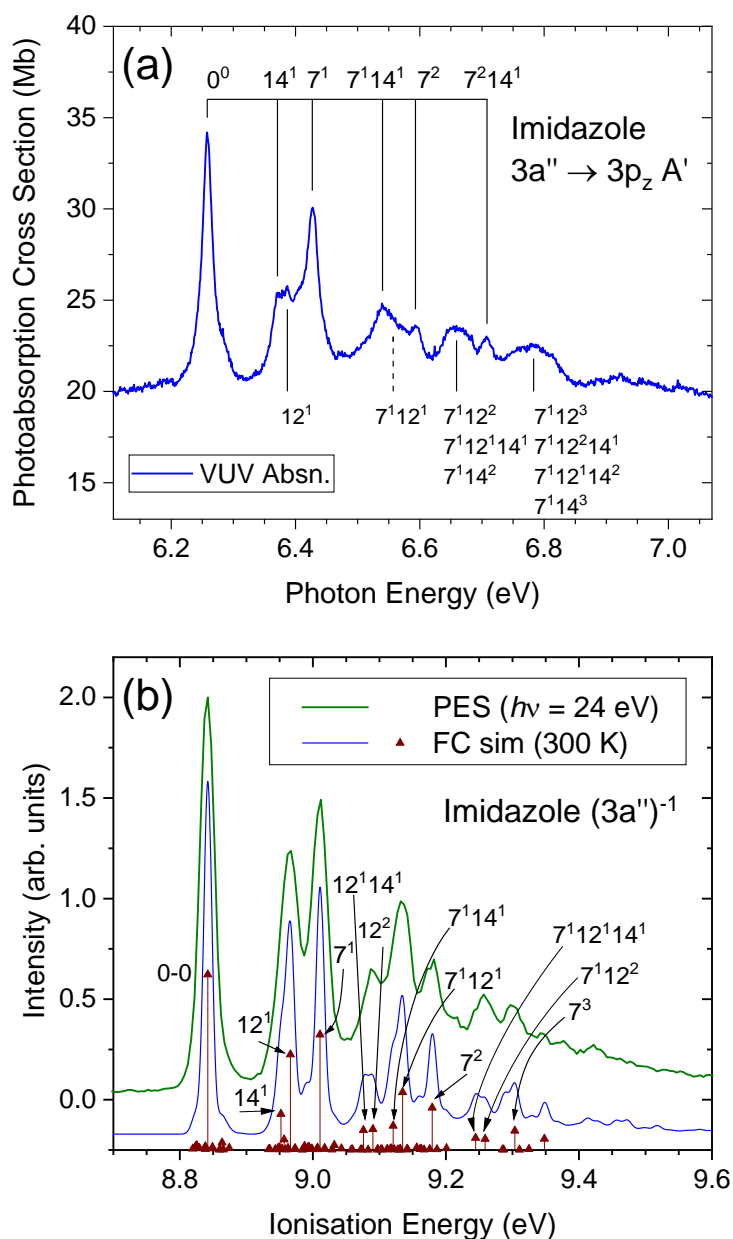 (a)
0⁰ 14¹ 7¹ 7¹14¹ 7² 7²14¹
Imidazole
3a" → 3p_z A'
12¹ 7¹12¹ 7¹12² 7¹12³
7¹12¹14¹ 7¹12²14¹
7¹14² 7¹12¹14²
7¹14³
VUV Absn.
40
35
30
25
20
15
Photoabsorption Cross Section (Mb)
6.2 6.4 6.6 6.8 7.0
Photon Energy (eV)
(b)
PES (hν = 24 eV)
FC sim (300 K)
Imidazole (3a")⁻¹
0-0
14¹
12¹
7¹
12¹14¹
12²
7¹14¹
7¹12¹
7²
7¹12¹14¹
7¹12²
7³
2.0
1.5
1.0
0.5
0.0
Intensity (arb. units)
8.8 9.0 9.2 9.4 9.6
Ionisation Energy (eV)